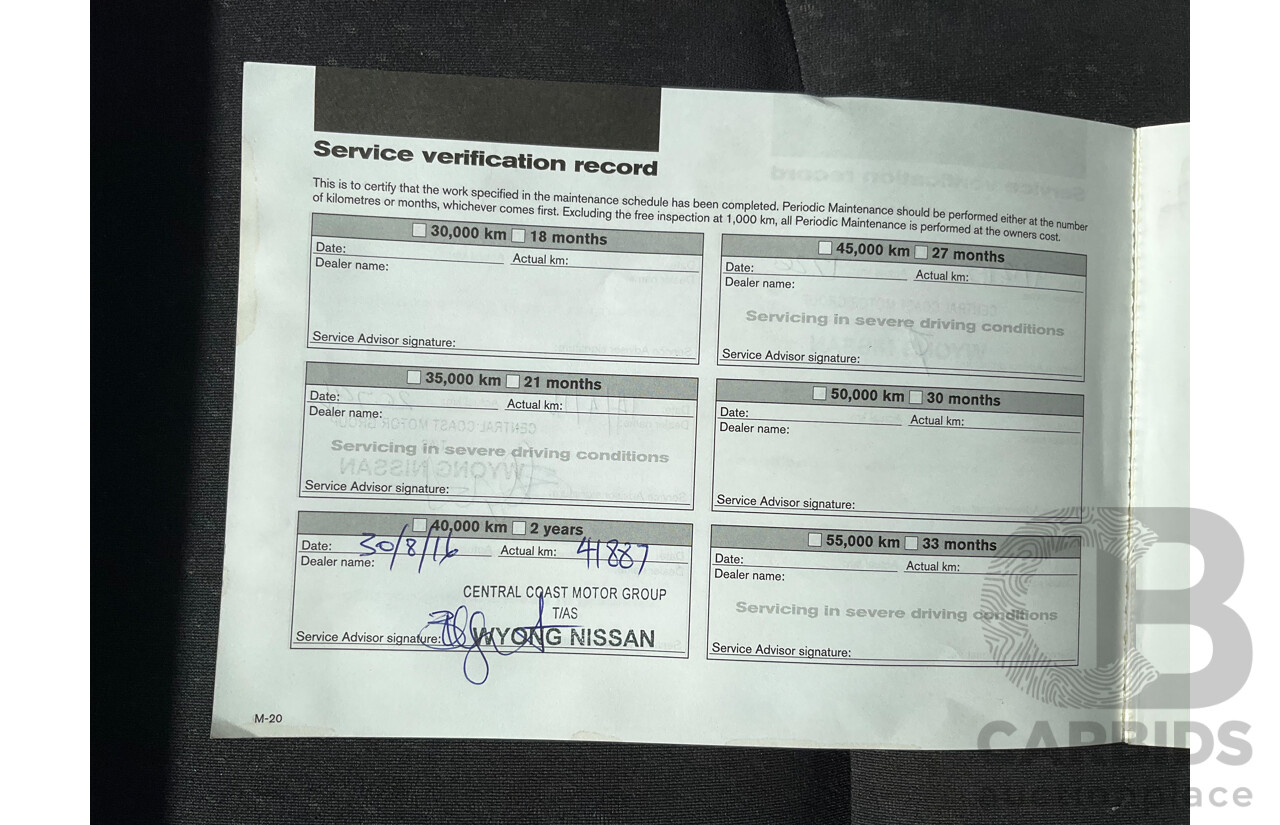 Service verification record
This is to certify that the work specified in the maintenance schedule has been completed. Periodic Maintenance should be performed either at the number
of kilometres or months, whichever comes first. Excluding the free inspection at 1,000 km, all Periodic Maintenance is performed at the owners cost.
30,000 km 18 months
Date: Actual km:
Dealer name:
Service Advisor signature:
35,000 km 21 months
Date: Actual km:
Dealer name:
Servicing in severe driving conditions
Service Advisor signature:
40,000 km 2 years
Date: 30/8/16 Actual km: 41887
Dealer name:
CENTRAL COAST MOTOR GROUP
T/AS
Service Advisor signature: WYONG NISSAN
45,000 km 27 months
Date: Actual km:
Dealer name:
Servicing in severe driving conditions
Service Advisor signature:
50,000 km 30 months
Date: Actual km:
Dealer name:
Service Advisor signature:
55,000 km 33 months
Date: Actual km:
Dealer name:
Servicing in severe driving conditions
Service Advisor signature:
M-20
CARBIDS
auctionplace